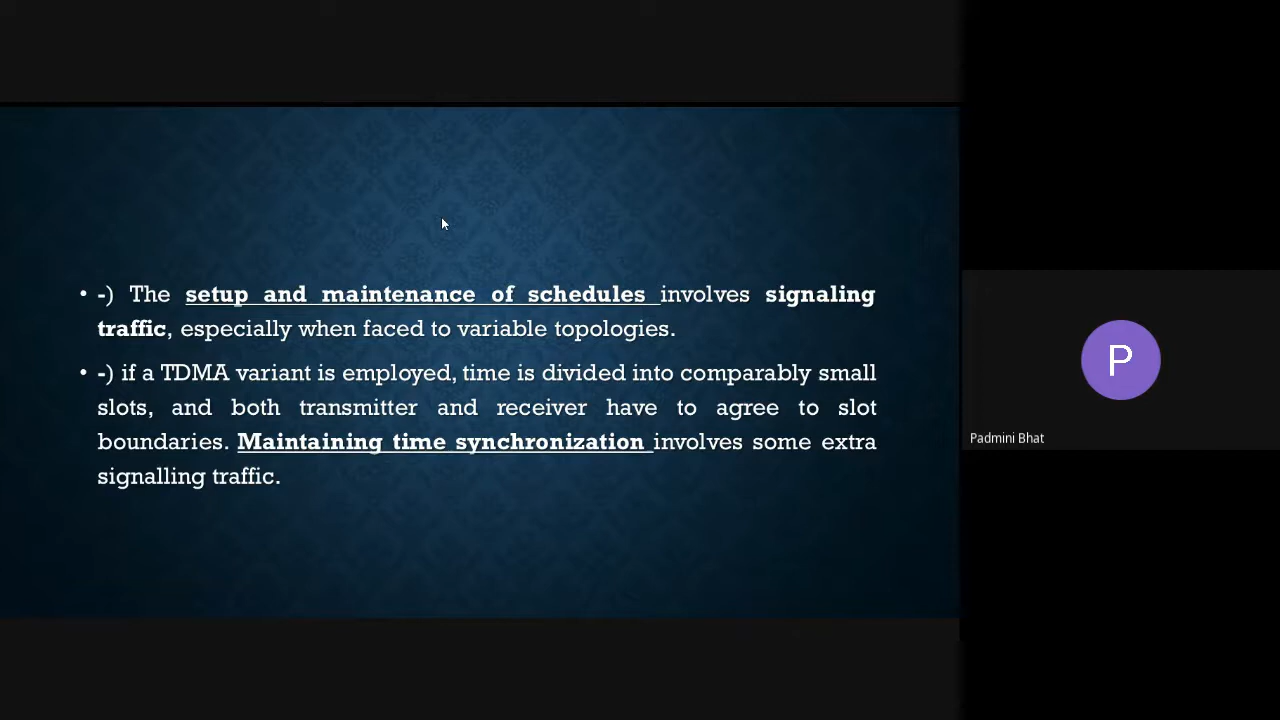 • -) The setup and maintenance of schedules involves signaling
traffic, especially when faced to variable topologies.
• -) if a TDMA variant is employed, time is divided into comparably small
slots, and both transmitter and receiver have to agree to slot
boundaries. Maintaining time synchronization involves some extra
signalling traffic.
P
Padmini Bhat